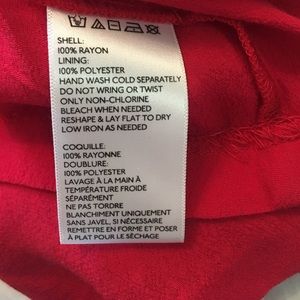 SHELL:
100% RAYON
LINING:
100% POLYESTER
HAND WASH COLD SEPARATELY
DO NOT WRING OR TWIST
ONLY NON-CHLORINE
BLEACH WHEN NEEDED
RESHAPE & LAY FLAT TO DRY
LOW IRON AS NEEDED
COQUILLE:
100% RAYONNE
DOUBLURE:
100% POLYESTER
LAVAGE À LA MAIN À
TEMPÉRATURE FROIDE
SÉPARÉMENT
NE PAS TORDRE
BLANCHIMENT UNIQUEMENT
SANS JAVEL, SI NÉCESSAIRE
REMETTRE EN FORME ET POSER
À PLAT POUR LE SÉCHAGE